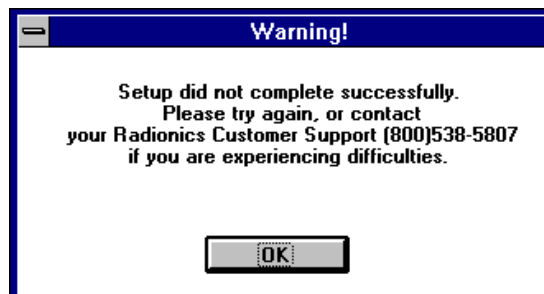 Warning!
Setup did not complete successfully.
Please try again, or contact
your Radionics Customer Support (800)538-5807
if you are experiencing difficulties.
OK